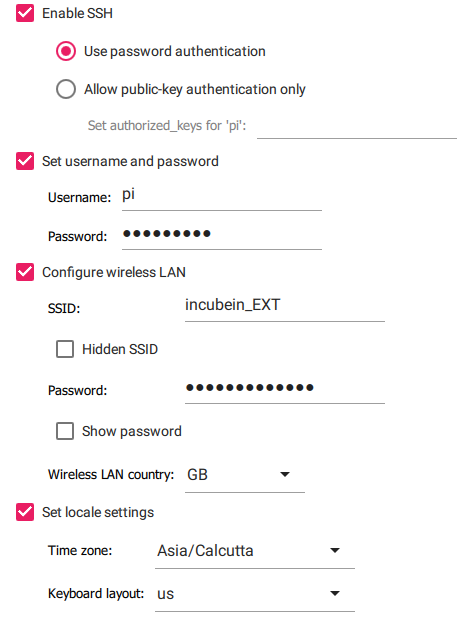 Enable SSH
Use password authentication
Allow public-key authentication only
Set authorized_keys for 'pi':
Set username and password
Username: pi
Password: •••••••••
Configure wireless LAN
SSID: incubein_EXT
Hidden SSID
Password: •••••••••••••
Show password
Wireless LAN country: GB
Set locale settings
Time zone: Asia/Calcutta
Keyboard layout: us